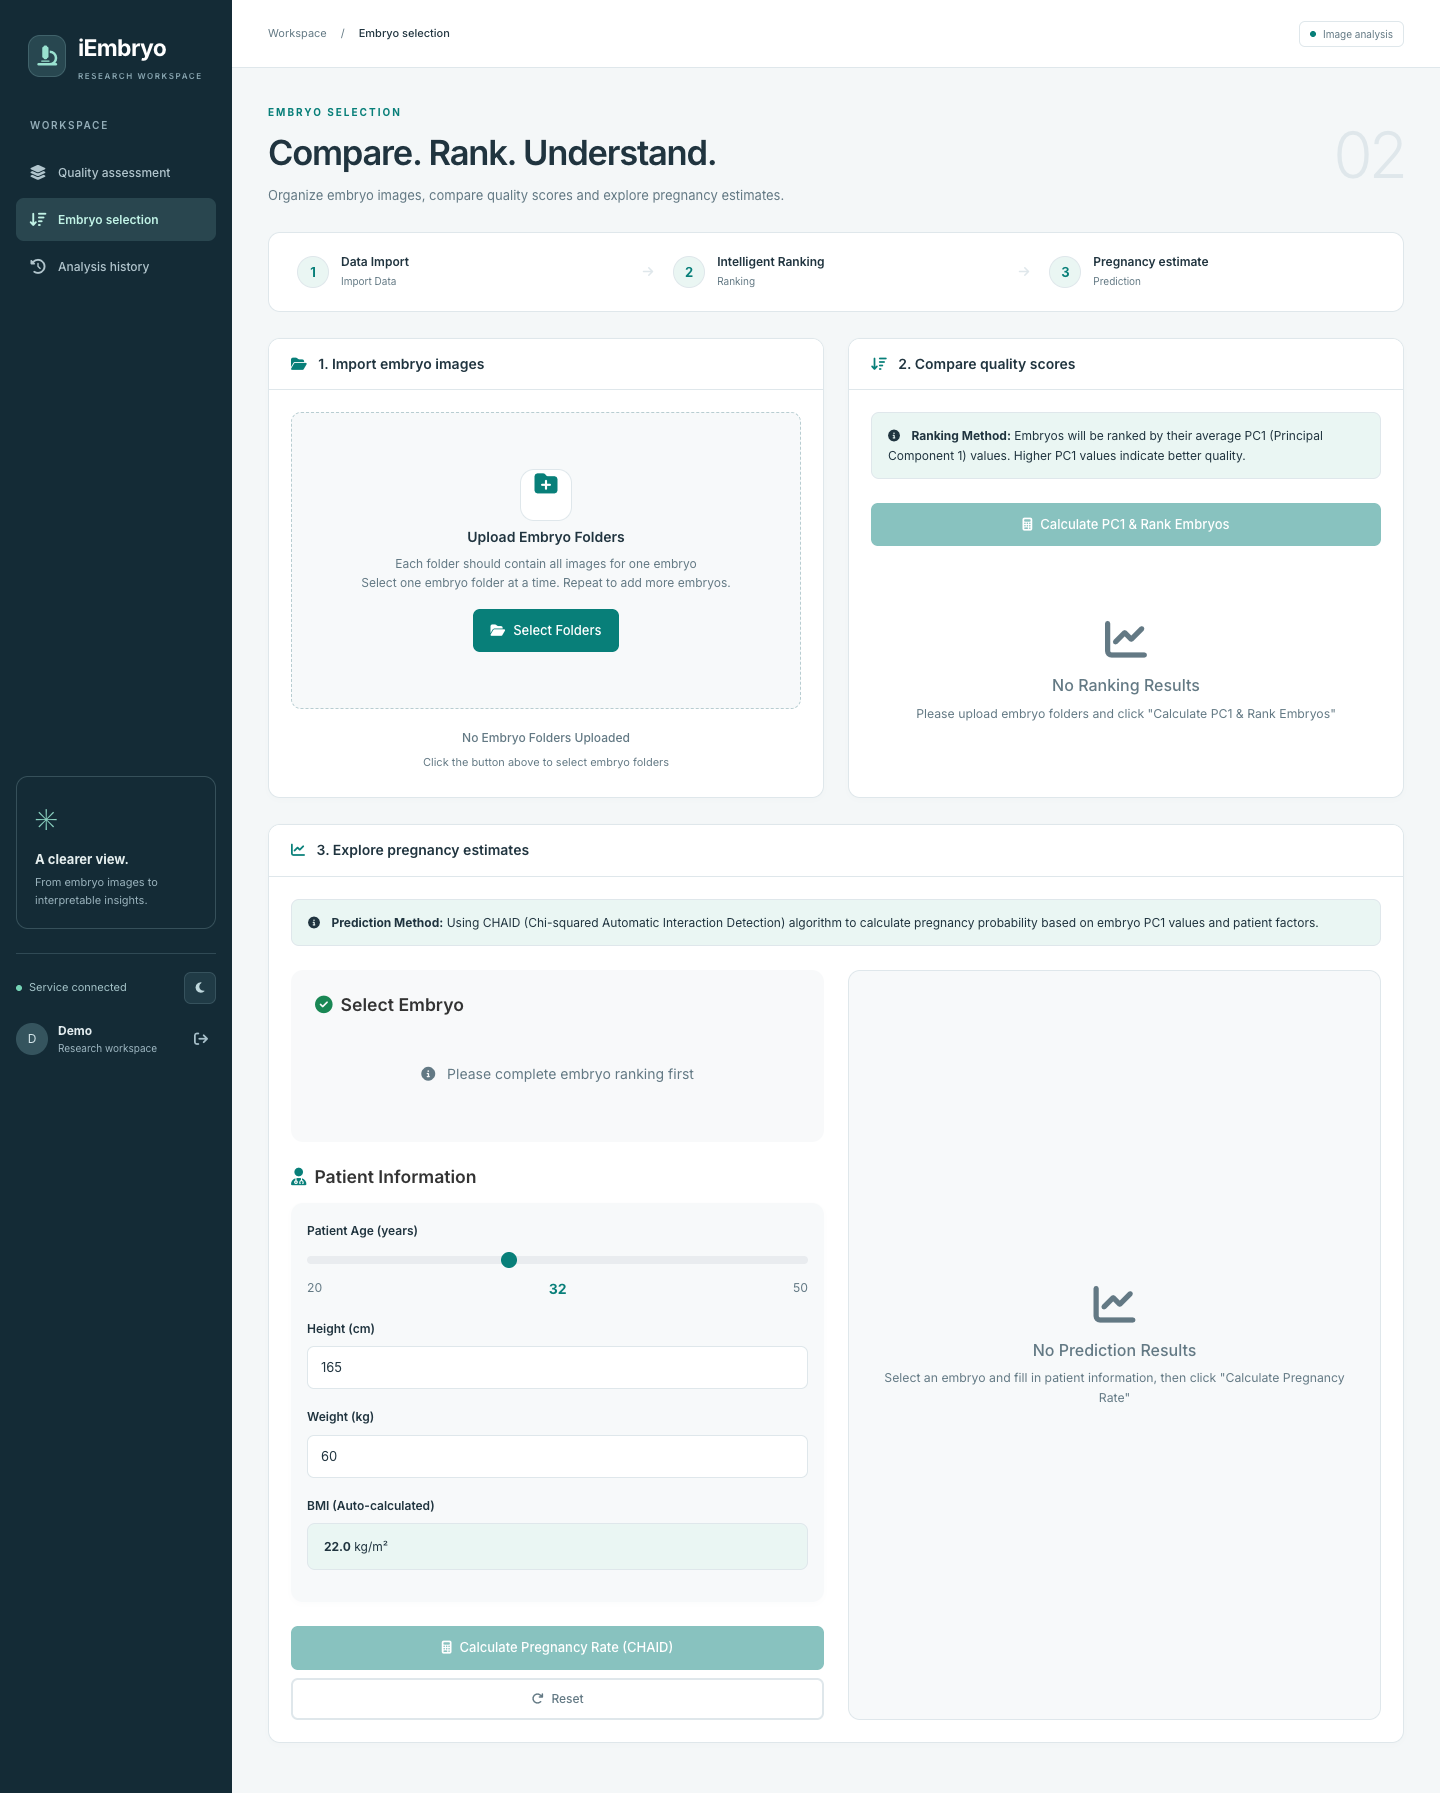 iEmbryo
RESEARCH WORKSPACE
WORKSPACE
Quality assessment
Embryo selection
Analysis history
A clearer view.
From embryo images to
interpretable insights.
Service connected
D
Demo
Research workspace
Workspace / Embryo selection
Image analysis
EMBRYO SELECTION
Compare. Rank. Understand.
02
Organize embryo images, compare quality scores and explore pregnancy estimates.
1
Data Import
Import Data
2
Intelligent Ranking
Ranking
3
Pregnancy estimate
Prediction
1. Import embryo images
Upload Embryo Folders
Each folder should contain all images for one embryo
Select one embryo folder at a time. Repeat to add more embryos.
Select Folders
No Embryo Folders Uploaded
Click the button above to select embryo folders
2. Compare quality scores
Ranking Method: Embryos will be ranked by their average PC1 (Principal
Component 1) values. Higher PC1 values indicate better quality.
Calculate PC1 & Rank Embryos
No Ranking Results
Please upload embryo folders and click "Calculate PC1 & Rank Embryos"
3. Explore pregnancy estimates
Prediction Method: Using CHAID (Chi-squared Automatic Interaction Detection) algorithm to calculate pregnancy probability based on embryo PC1 values and patient factors.
Select Embryo
Please complete embryo ranking first
Patient Information
Patient Age (years)
20 32 50
Height (cm)
165
Weight (kg)
60
BMI (Auto-calculated)
22.0 kg/m²
Calculate Pregnancy Rate (CHAID)
Reset
No Prediction Results
Select an embryo and fill in patient information, then click "Calculate Pregnancy
Rate"